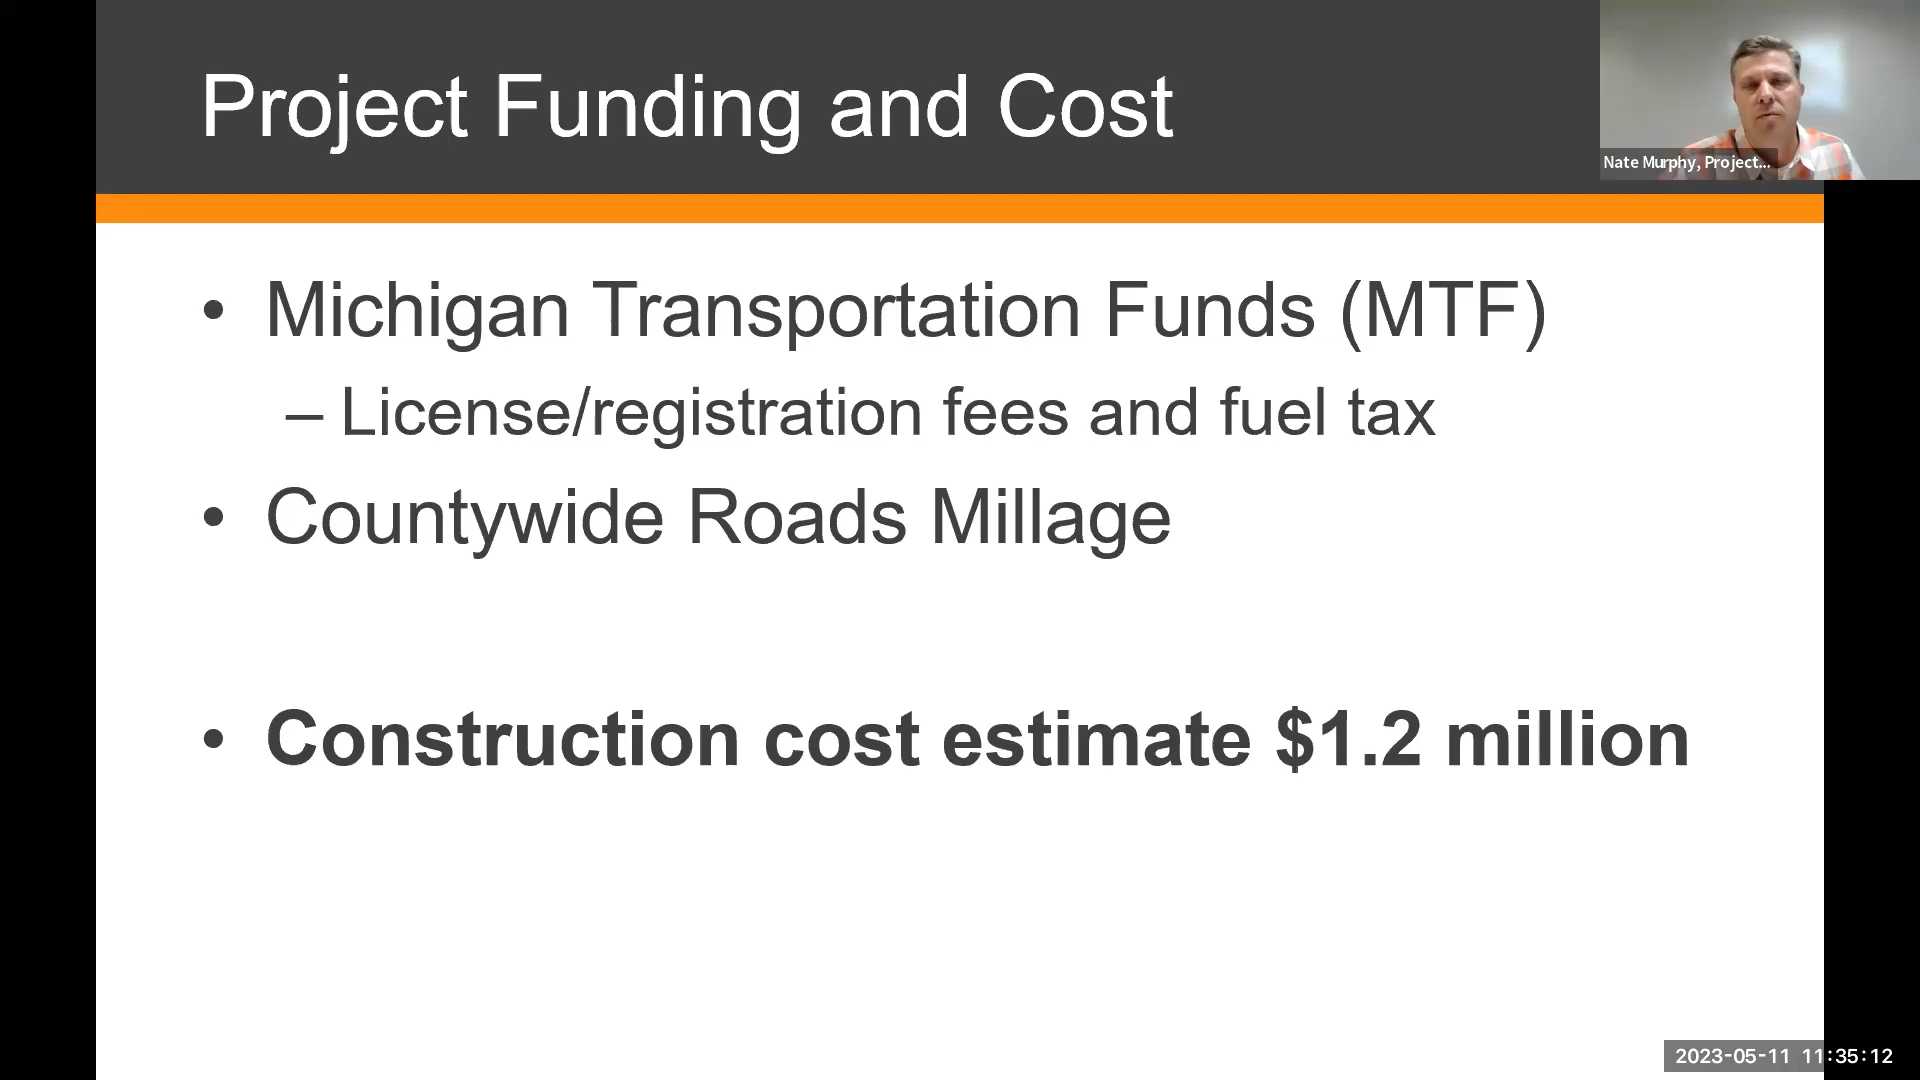 Project Funding and Cost
Nate Murphy, Project...
• Michigan Transportation Funds (MTF)
– License/registration fees and fuel tax
• Countywide Roads Millage
• Construction cost estimate $1.2 million
2023-05-11 11:35:12